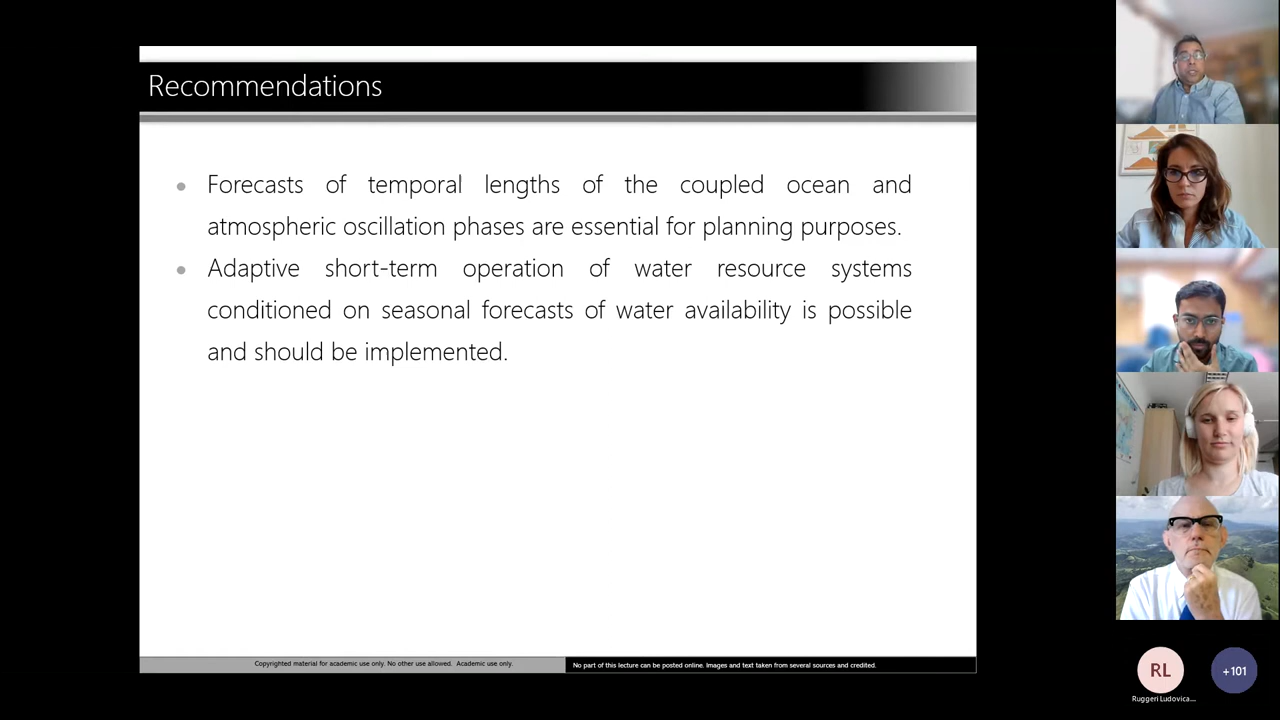 Recommendations
Forecasts of temporal lengths of the coupled ocean and
atmospheric oscillation phases are essential for planning purposes.
Adaptive short-term operation of water resource systems
conditioned on seasonal forecasts of water availability is possible
and should be implemented.
Copyrighted material for academic use only. No other use allowed. Academic use only.
No part of this lecture can be posted online. Images and text taken from several sources and credited.
RL
+101
Ruggeri Ludovica...